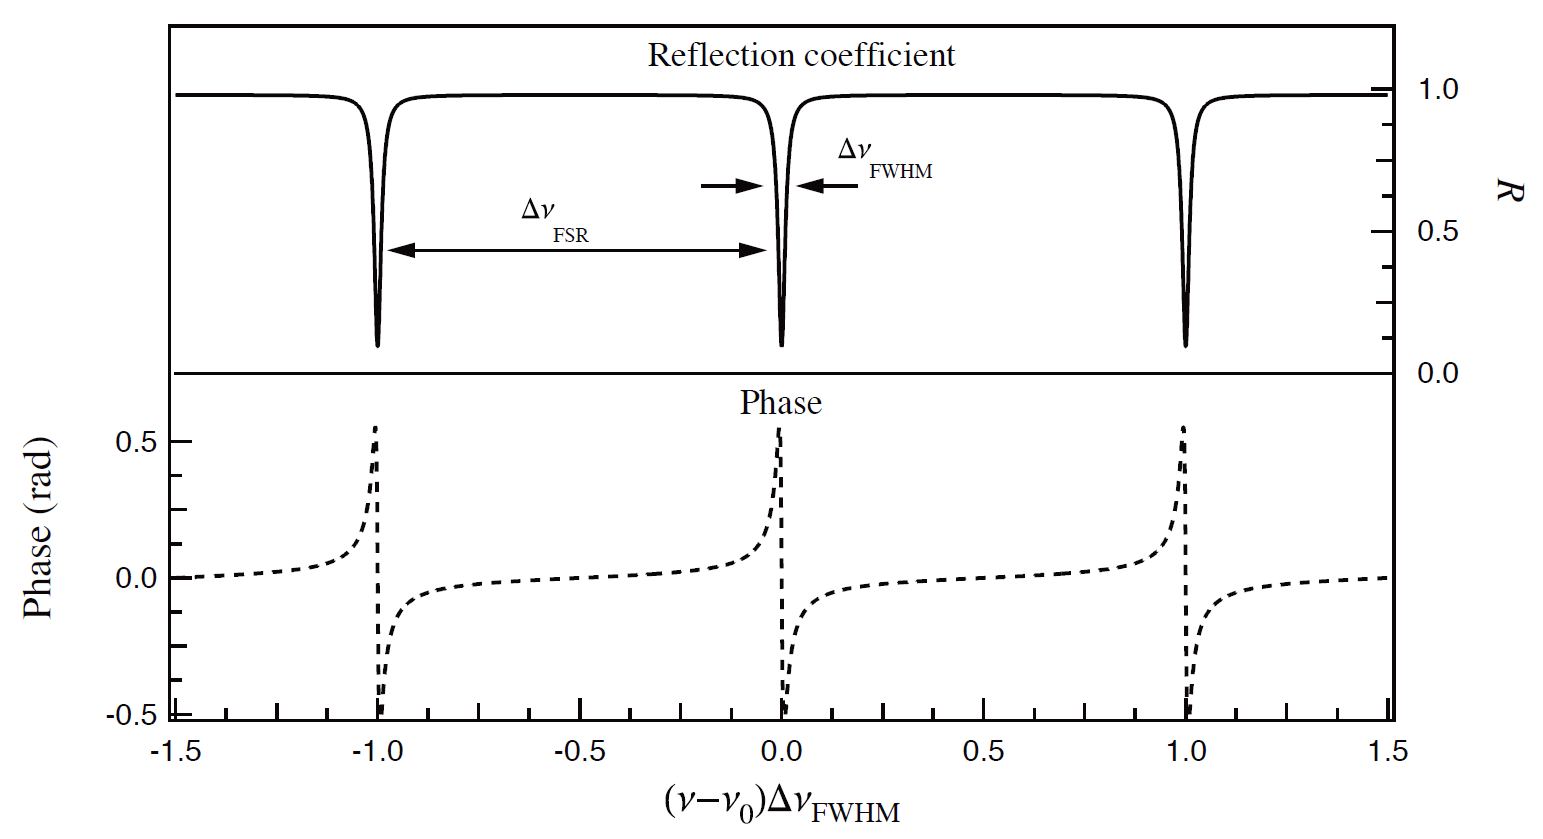 Reflection coefficient
1.0
Δν
FWHM
R
Δν
FSR
0.5
0.0
Phase
0.5
Phase (rad)
0.0
-0.5
-1.5 -1.0 -0.5 0.0 0.5 1.0 1.5
(ν−ν0)ΔνFWHM